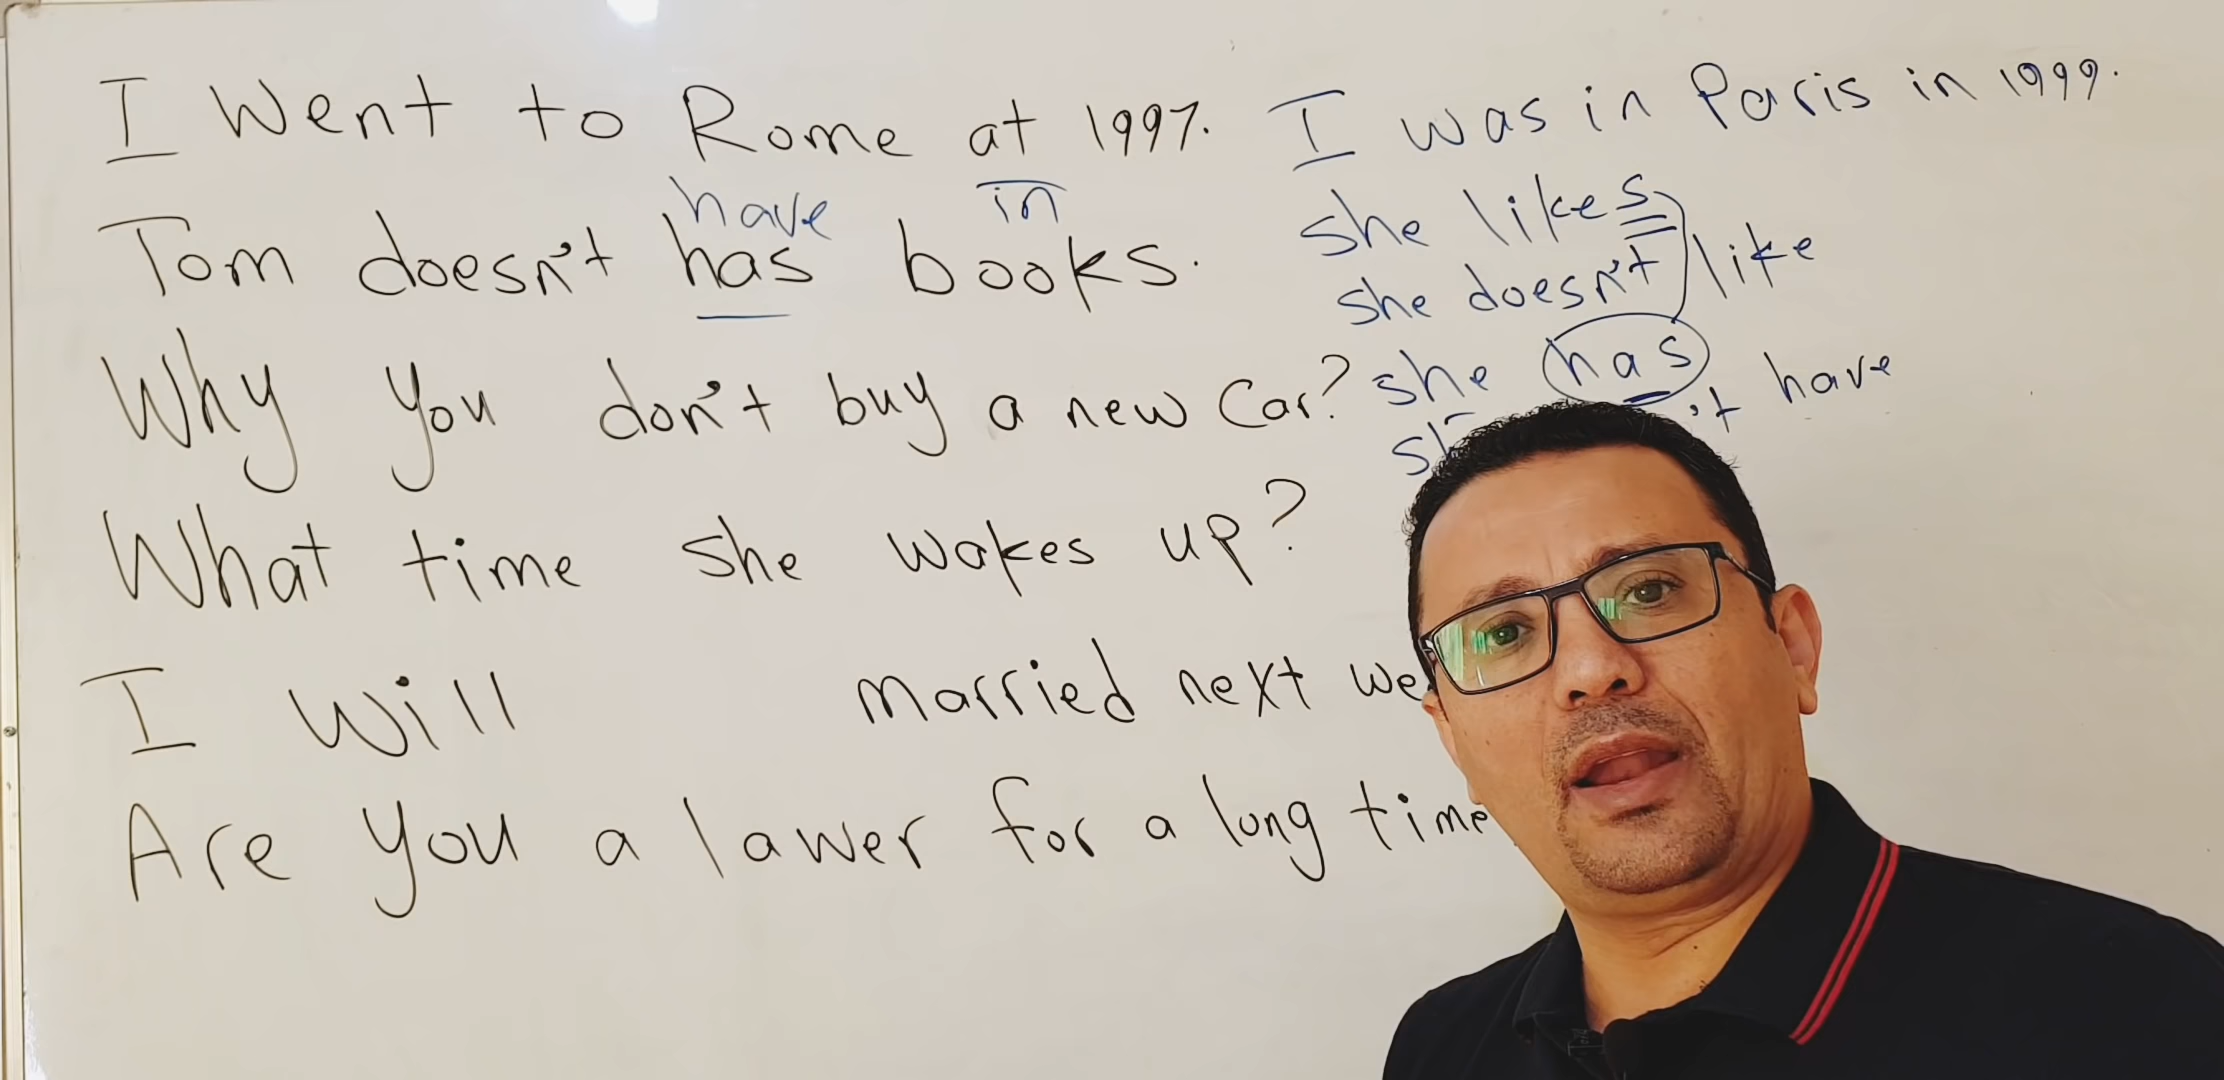 I Went to Rome at 1997.
have in
Tom doesn't has books.
Why you don't buy a new Car?
What time she wakes up?
I Will married next
Are you a lawer for a long time
I was in Paris in 1999.
she likes
she doesn't like
she has
have